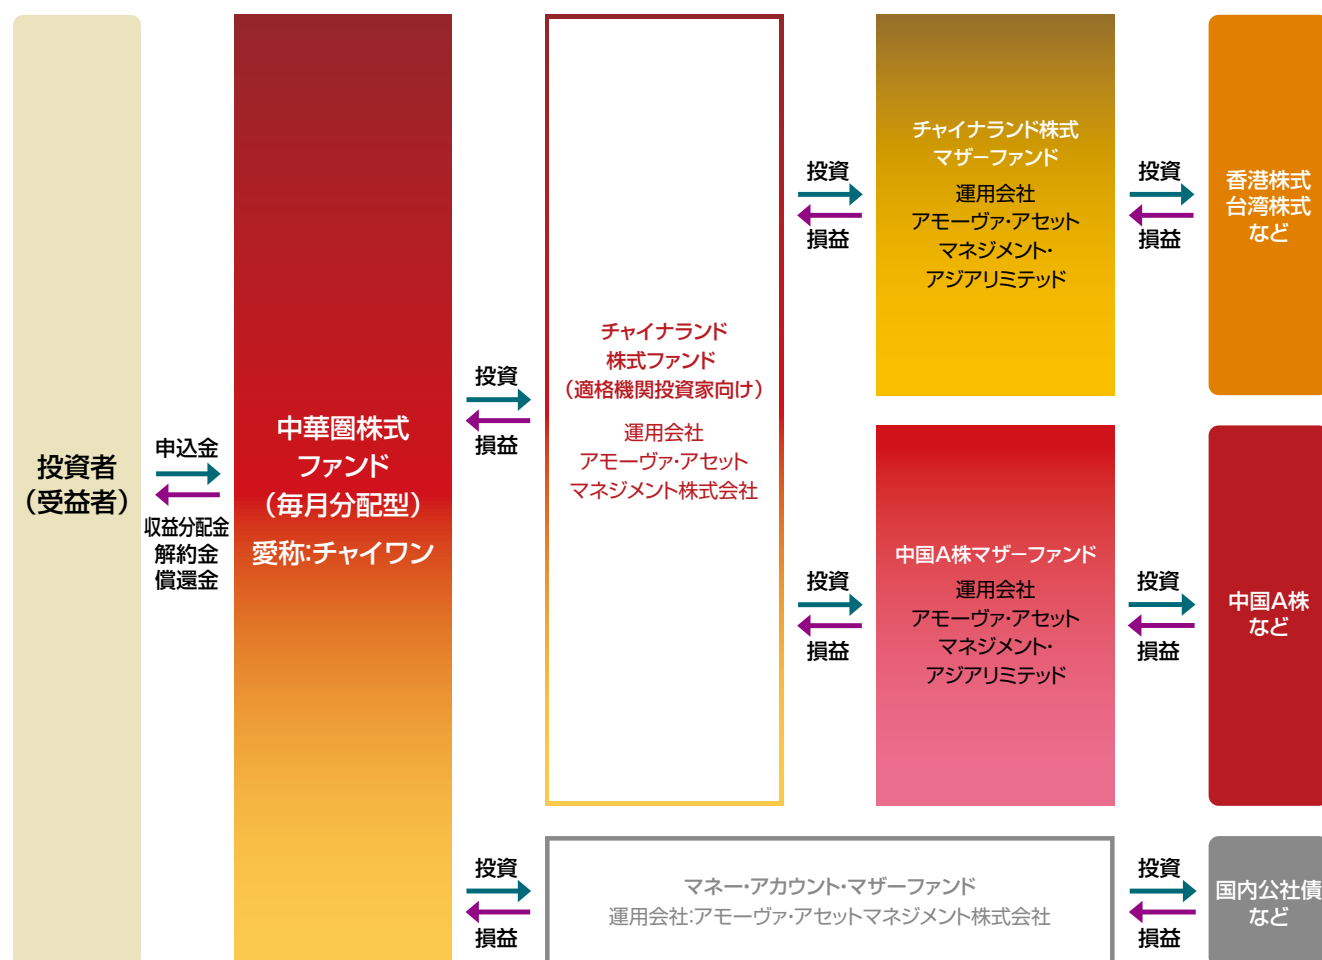 投資者
（受益者）
申込金
収益分配金
解約金
償還金
中華圏株式
ファンド
（毎月分配型）
愛称:チャイワン
投資
損益
チャイナランド
株式ファンド
（適格機関投資家向け）
運用会社
アモーヴァ・アセット
マネジメント株式会社
投資
損益
チャイナランド株式
マザーファンド
運用会社
アモーヴァ・アセット
マネジメント・
アジアリミテッド
投資
損益
香港株式
台湾株式
など
投資
損益
中国A株マザーファンド
運用会社
アモーヴァ・アセット
マネジメント・
アジアリミテッド
投資
損益
中国A株
など
投資
損益
マネー・アカウント・マザーファンド
運用会社:アモーヴァ・アセットマネジメント株式会社
投資
損益
国内公社債
など